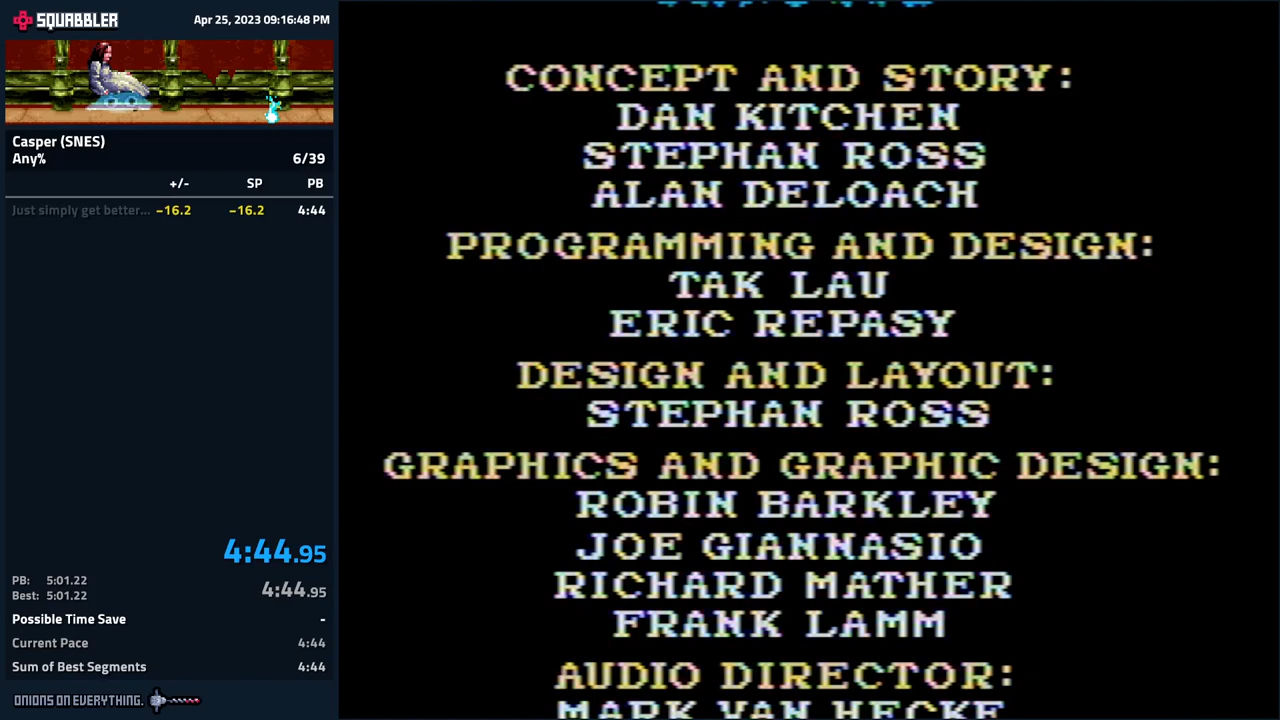 SQUABBLER
Apr 25, 2023 09:16:48 PM
Casper (SNES)
Any%
6/39
+/- SP PB
Just simply get better... −16.2 −16.2 4:44
4:44.95
PB: 5:01.22
Best: 5:01.22
4:44.95
Possible Time Save -
Current Pace 4:44
Sum of Best Segments 4:44
ONIONS ON EVERYTHING.
CONCEPT AND STORY:
DAN KITCHEN
STEPHAN ROSS
ALAN DELOACH
PROGRAMMING AND DESIGN:
TAK LAU
ERIC REPASY
DESIGN AND LAYOUT:
STEPHAN ROSS
GRAPHICS AND GRAPHIC DESIGN:
ROBIN BARKLEY
JOE GIANNASIO
RICHARD MATHER
FRANK LAMM
AUDIO DIRECTOR:
MARK VAN HECKE